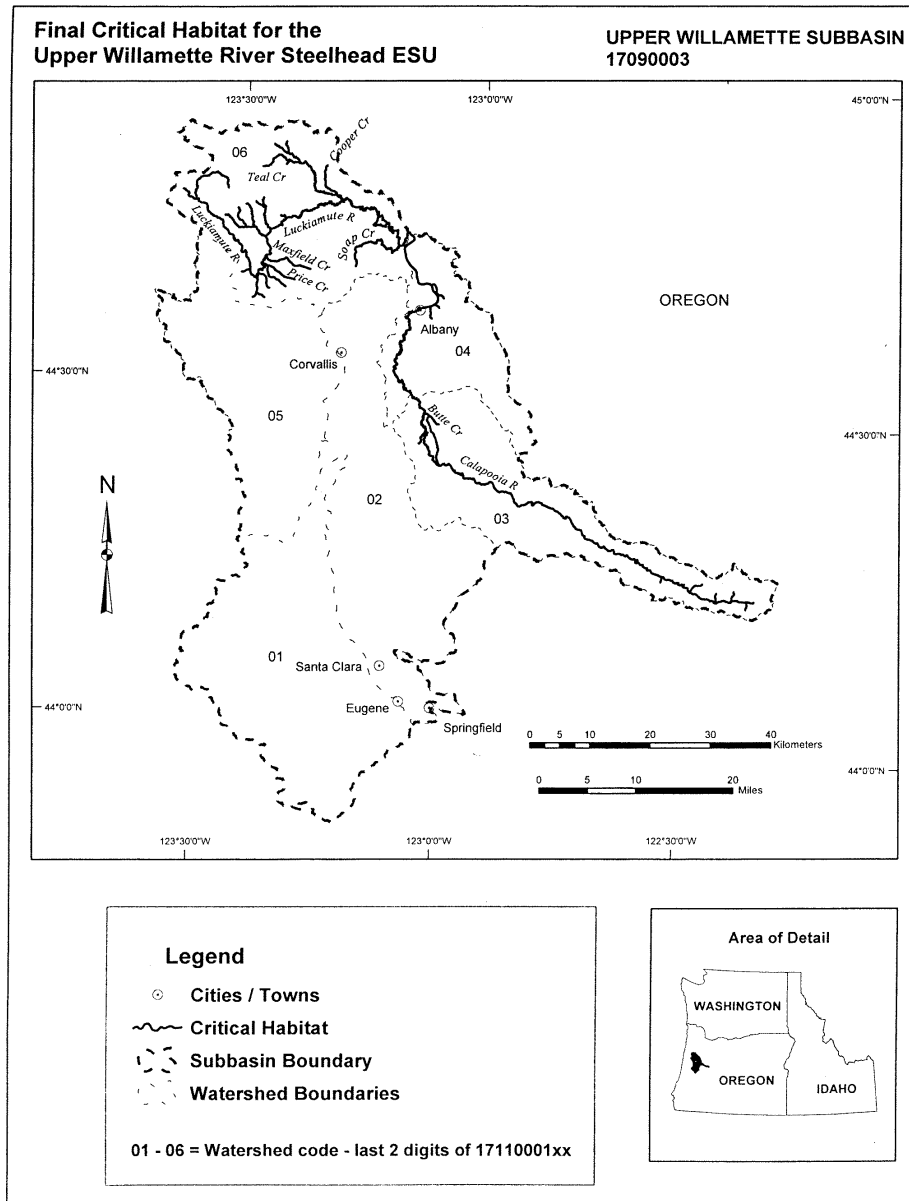 Final Critical Habitat for the
Upper Willamette River Steelhead ESU
UPPER WILLAMETTE SUBBASIN
17090003
123°30'0"W
123°0'0"W
45°0'0"N
06
Cooper Cr
Teal Cr
Luckiamute R
Luckiamute R
Soap Cr
Maxfield Cr
Price Cr
OREGON
Albany
04
Corvallis
44°30'0"N
05
Butte Cr
44°30'0"N
Calapooia R
02
03
N
01
Santa Clara
Eugene
Springfield
44°0'0"N
0 5 10 20 30 40
Kilometers
44°0'0"N
0 5 10 20
Miles
123°30'0"W
123°0'0"W
122°30'0"W
Legend
Cities / Towns
Critical Habitat
Subbasin Boundary
Watershed Boundaries
01 - 06 = Watershed code - last 2 digits of 17110001xx
Area of Detail
WASHINGTON
OREGON
IDAHO